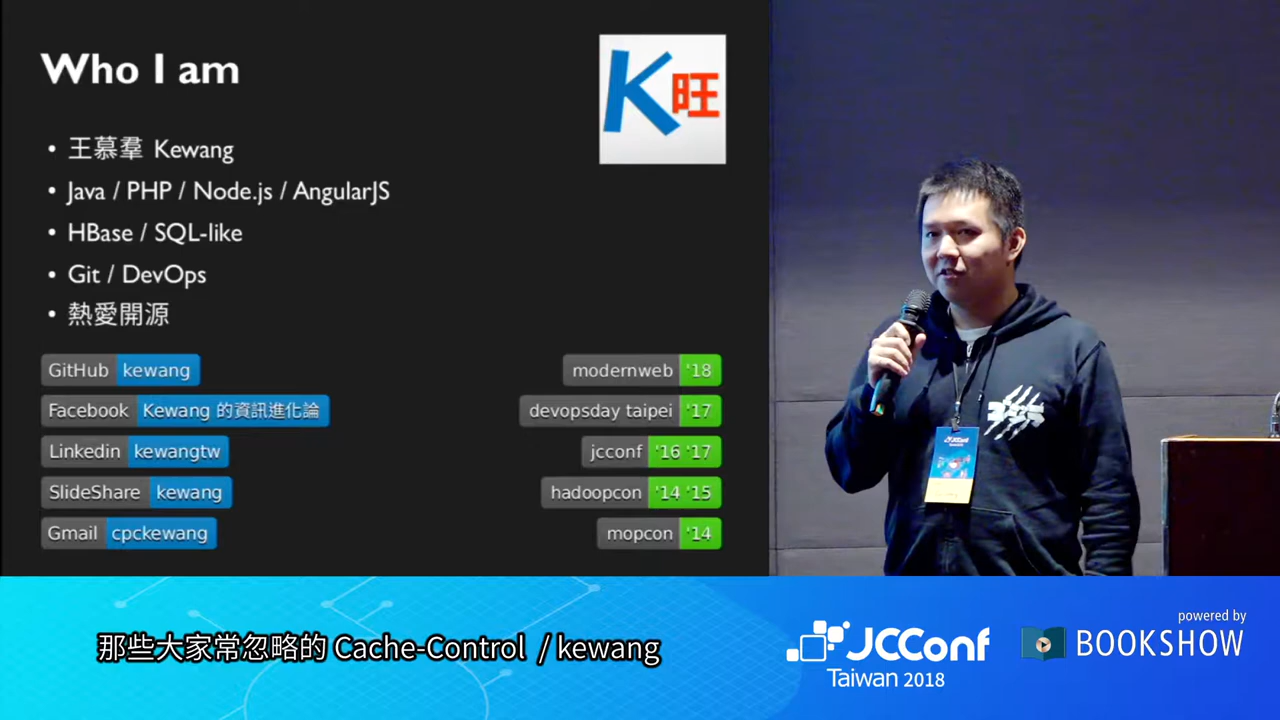 Who I am
K旺
• 王慕羣 Kewang
• Java / PHP / Node.js / AngularJS
• HBase / SQL-like
• Git / DevOps
• 熱愛開源
GitHub kewang
Facebook Kewang 的資訊進化論
Linkedin kewangtw
SlideShare kewang
Gmail cpckewang
modernweb '18
devopsday taipei '17
jcconf '16 '17
hadoopcon '14 '15
mopcon '14
JCConf
那些大家常忽略的 Cache-Control / kewang
JCConf
Taiwan 2018
powered by
BOOKSHOW